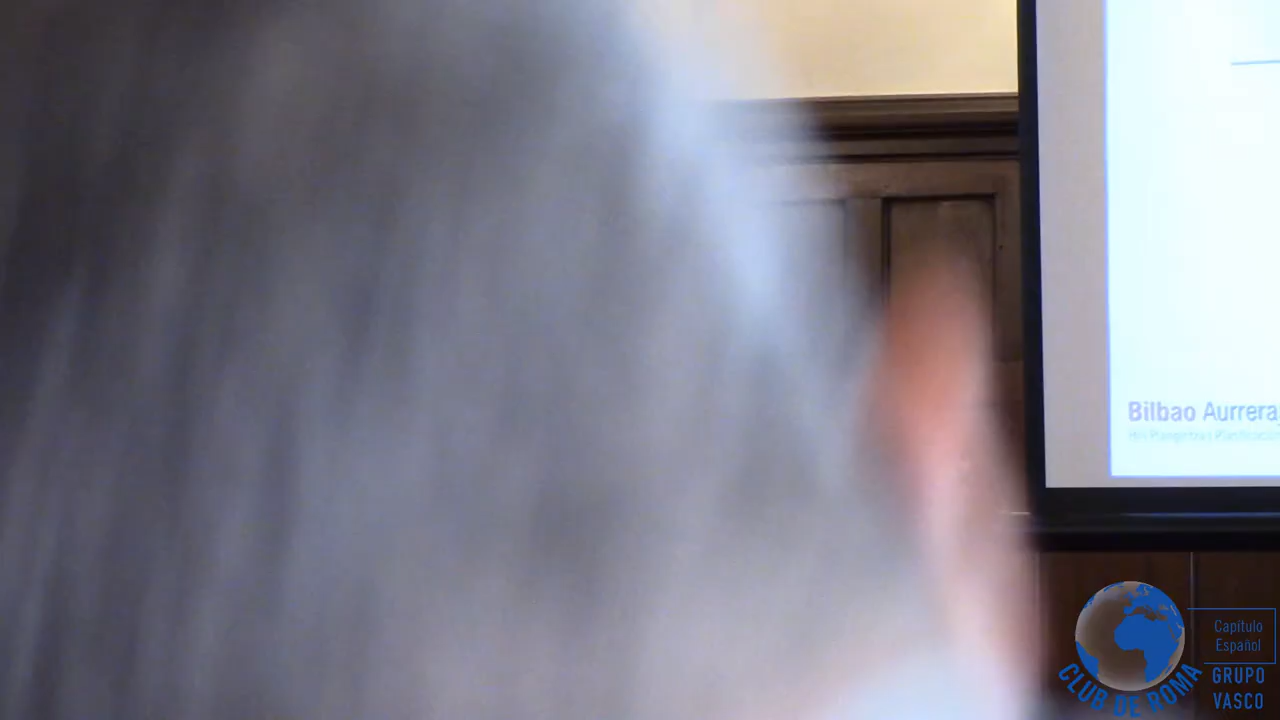 Bilbao Aurrera
Capítulo
Español
CLUB DE ROMA
GRUPO
VASCO